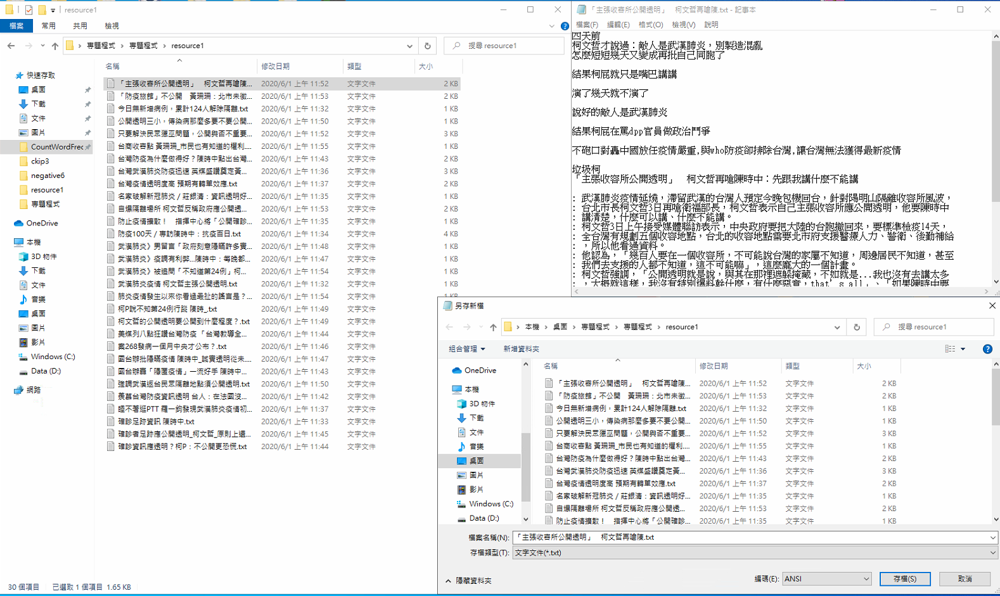 resource1
檔案 常用 共用 檢視
專題程式 › 專題程式 › resource1
搜尋 resource1
名稱 修改日期 類型 大小
快速存取
桌面
下載
文件
圖片
CountWordFrec
ckip3
negative6
resource1
專題程式
OneDrive
本機
3D 物件
下載
文件
音樂
桌面
圖片
影片
Windows (C:)
Data (D:)
網路
「主張收容所公開透明」 柯文哲再嗆陳... 2020/6/1 上午 11:52 文字文件 2 KB
「防疫旅館」不公開 黃珊珊：北市未徵... 2020/6/1 上午 11:53 文字文件 2 KB
今日無新增病例，累計124人解除隔離.txt 2020/6/1 上午 11:32 文字文件 1 KB
公開透明三小，傳染病那麼多要不要公開... 2020/6/1 上午 11:50 文字文件 1 KB
只要解決民眾獵巫問題，公開與否不重要... 2020/6/1 上午 11:52 文字文件 3 KB
台商收容點 黃珊珊_市民也有知道的權利.... 2020/6/1 上午 11:55 文字文件 1 KB
台灣防疫為什麼做得好？陳時中點出台灣... 2020/6/1 上午 11:43 文字文件 2 KB
台灣武漢肺炎防疫迅速 英媒盛讚奠定黃... 2020/6/1 上午 11:36 文字文件 3 KB
台灣疫情透明度高 預期有轉單效應.txt 2020/6/1 上午 11:37 文字文件 2 KB
名家破解新冠肺炎 / 莊銀濤：資訊透明好... 2020/6/1 上午 11:35 文字文件 1 KB
自爆隔離場所 柯文哲反稱政府應公開透... 2020/6/1 上午 11:53 文字文件 2 KB
防止疫情擴散！ 指揮中心將「公開確診... 2020/6/1 上午 11:35 文字文件 1 KB
防疫100天 / 專訪陳時中：抗疫百日.txt 2020/6/1 上午 11:34 文字文件 4 KB
武漢肺炎》男留言「政府刻意隱瞞許多實... 2020/6/1 上午 11:48 文字文件 1 KB
武漢肺炎》疫調有利弊...陳時中：每晚都... 2020/6/1 上午 11:47 文字文件 1 KB
武漢肺炎》被追問「不知道第24例」柯... 2020/6/1 上午 11:54 文字文件 1 KB
武漢肺炎疫情 柯文哲主張公開透明.txt 2020/6/1 上午 11:32 文字文件 1 KB
肺炎疫情發生以來你看過最扯的謠言是？... 2020/6/1 上午 11:54 文字文件 1 KB
柯P說不知第24例行蹤 陳時_.txt 2020/6/1 上午 11:49 文字文件
柯文哲的公開透明要公開到什麼程度？.txt 2020/6/1 上午 11:49 文字文件
美媒列八點狂讚台灣防疫「台灣教導全... 2020/6/1 上午 11:44 文字文件
案268發病一個月中央才公布？.txt 2020/6/1 上午 11:46 文字文件
國台辦批隱瞞疫情 陳時中_誠實透明從未.... 2020/6/1 上午 11:47 文字文件
國台辦轟「隱匿疫情」一流好手 陳時中... 2020/6/1 上午 11:43 文字文件
強調武漢返台民眾隔離地點須公開透明.txt 2020/6/1 上午 11:50 文字文件
羨慕台灣防疫資訊透明 台人：在法國沒... 2020/6/1 上午 11:42 文字文件
睡不著逛PTT 羅一鈞發現武漢肺炎疫情初... 2020/6/1 上午 11:37 文字文件
確診足跡資訊 陳時中.txt 2020/6/1 上午 11:33 文字文件
確診者足跡應公開透明_柯文哲_原則上還... 2020/6/1 上午 11:45 文字文件
確診資訊應透明？柯P：不公開更恐慌.txt 2020/6/1 上午 11:44 文字文件
30 個項目 已選取 1 個項目 1.65 KB
「主張收容所公開透明」 柯文哲再嗆陳.txt - 記事本
檔案(F) 編輯(E) 格式(O) 檢視(V) 說明
四天前
柯文哲才說過：敵人是武漢肺炎，別製造混亂
怎麼短短幾天又變成再批自己同胞了
結果柯屁就只是嘴巴講講
演了幾天就不演了
說好的敵人是武漢肺炎
結果柯屁在罵dpp官員做政治鬥爭
不砲口對轟中國放任疫情嚴重,與who防疫卻排除台灣,讓台灣無法獲得最新疫情
垃圾柯
「主張收容所公開透明」 柯文哲再嗆陳時中：先跟我講什麼不能講
: 武漢肺炎疫情延燒，滯留武漢的台灣人預定今晚包機回台，針對陽明山隔離收容所風波，
: 台北市長柯文哲3日再嗆衛福部長，柯文哲表示自己主張收容所應公開透明，他要陳時中
: 講清楚，什麼可以講、什麼不能講。
: 柯文哲3日上午接受媒體聯訪表示，中央政府要把大陸的台胞撤回來，要標準檢疫14天，
: 全台灣有規劃五個收容地點，台北的收容地點需要北市府支援醫療人力、警衛、後勤補給
: ，所以他看過資料。
: 他認為，「幾百人要在一個收容所，不可能說台灣的家屬不知道，周邊居民不知道，甚至
: 我們去支援的人都不知道，這不可能嘛」，這麼龐大的一個計畫。
: 柯文哲強調，「公開透明就是說，與其在那裡遮躲掩藏，不如就是...我也沒有去講太多
: ，大概就這樣，我沒有特別爆料幹什麼，有什麼惡意，that's all」、「如果陳時中要
另存新檔
本機 › 桌面 › 專題程式 › 專題程式 › resource1
搜尋 resource1
組合管理 新增資料夾
名稱 修改日期 類型 大小
OneDrive
本機
3D 物件
下載
文件
音樂
桌面
圖片
影片
Windows (C:)
Data (D:)
「主張收容所公開透明」 柯文哲再嗆陳... 2020/6/1 上午 11:52 文字文件 2 KB
「防疫旅館」不公開 黃珊珊：北市未徵... 2020/6/1 上午 11:53 文字文件 2 KB
今日無新增病例，累計124人解除隔離.txt 2020/6/1 上午 11:32 文字文件 1 KB
公開透明三小，傳染病那麼多要不要公開... 2020/6/1 上午 11:50 文字文件 1 KB
只要解決民眾獵巫問題，公開與否不重要... 2020/6/1 上午 11:52 文字文件 3 KB
台商收容點 黃珊珊_市民也有知道的權利.... 2020/6/1 上午 11:55 文字文件 1 KB
台灣防疫為什麼做得好？陳時中點出台灣... 2020/6/1 上午 11:43 文字文件 2 KB
台灣武漢肺炎防疫迅速 英媒盛讚奠定黃... 2020/6/1 上午 11:36 文字文件 3 KB
台灣疫情透明度高 預期有轉單效應.txt 2020/6/1 上午 11:37 文字文件 2 KB
名家破解新冠肺炎 / 莊銀濤：資訊透明好... 2020/6/1 上午 11:35 文字文件 1 KB
自爆隔離場所 柯文哲反稱政府應公開透... 2020/6/1 上午 11:53 文字文件 2 KB
防止疫情擴散！ 指揮中心將「公開確診... 2020/6/1 上午 11:35 文字文件 1 KB
檔案名稱(N): 「主張收容所公開透明」 柯文哲再嗆陳.txt
存檔類型(T): 文字文件(*.txt)
隱藏資料夾 編碼(E): ANSI 存檔(S) 取消